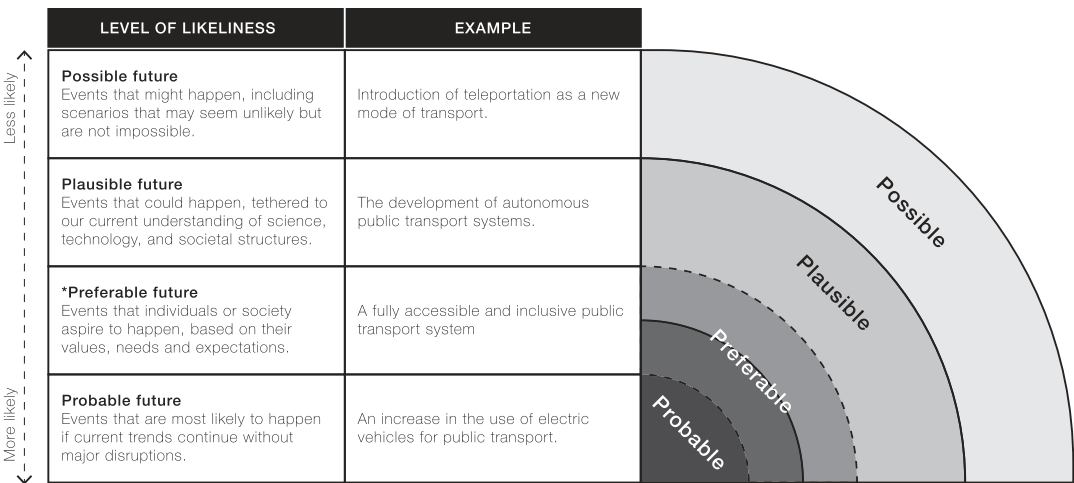 LEVEL OF LIKELINESS
EXAMPLE
Less likely
More likely
Possible future
Events that might happen, including
scenarios that may seem unlikely but
are not impossible.
Introduction of teleportation as a new
mode of transport.
Plausible future
Events that could happen, tethered to
our current understanding of science,
technology, and societal structures.
The development of autonomous
public transport systems.
*Preferable future
Events that individuals or society
aspire to happen, based on their
values, needs and expectations.
A fully accessible and inclusive public
transport system
Probable future
Events that are most likely to happen
if current trends continue without
major disruptions.
An increase in the use of electric
vehicles for public transport.
Possible
Plausible
Preferable
Probable